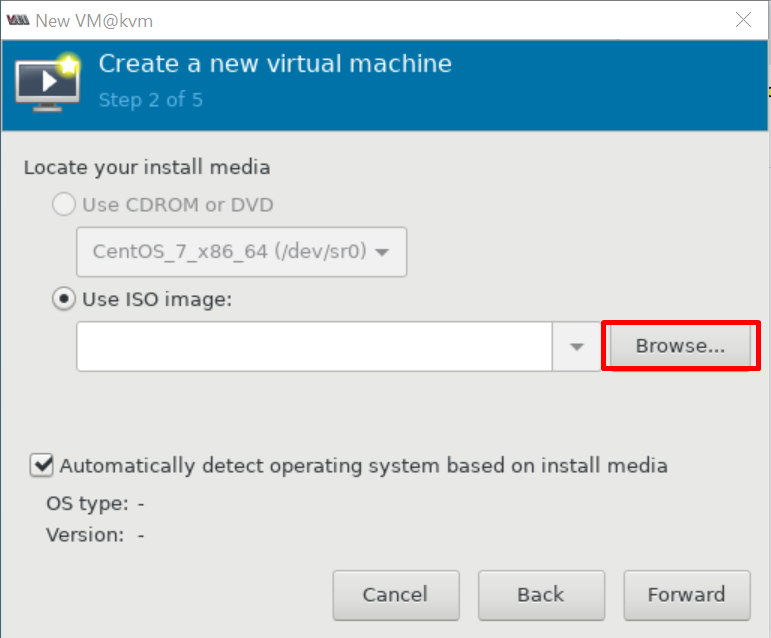 New VM@kvm
Create a new virtual machine
Step 2 of 5
Locate your install media
Use CDROM or DVD
CentOS_7_x86_64 (/dev/sr0)
Use ISO image:
Browse...
Automatically detect operating system based on install media
OS type: -
Version: -
Cancel Back Forward